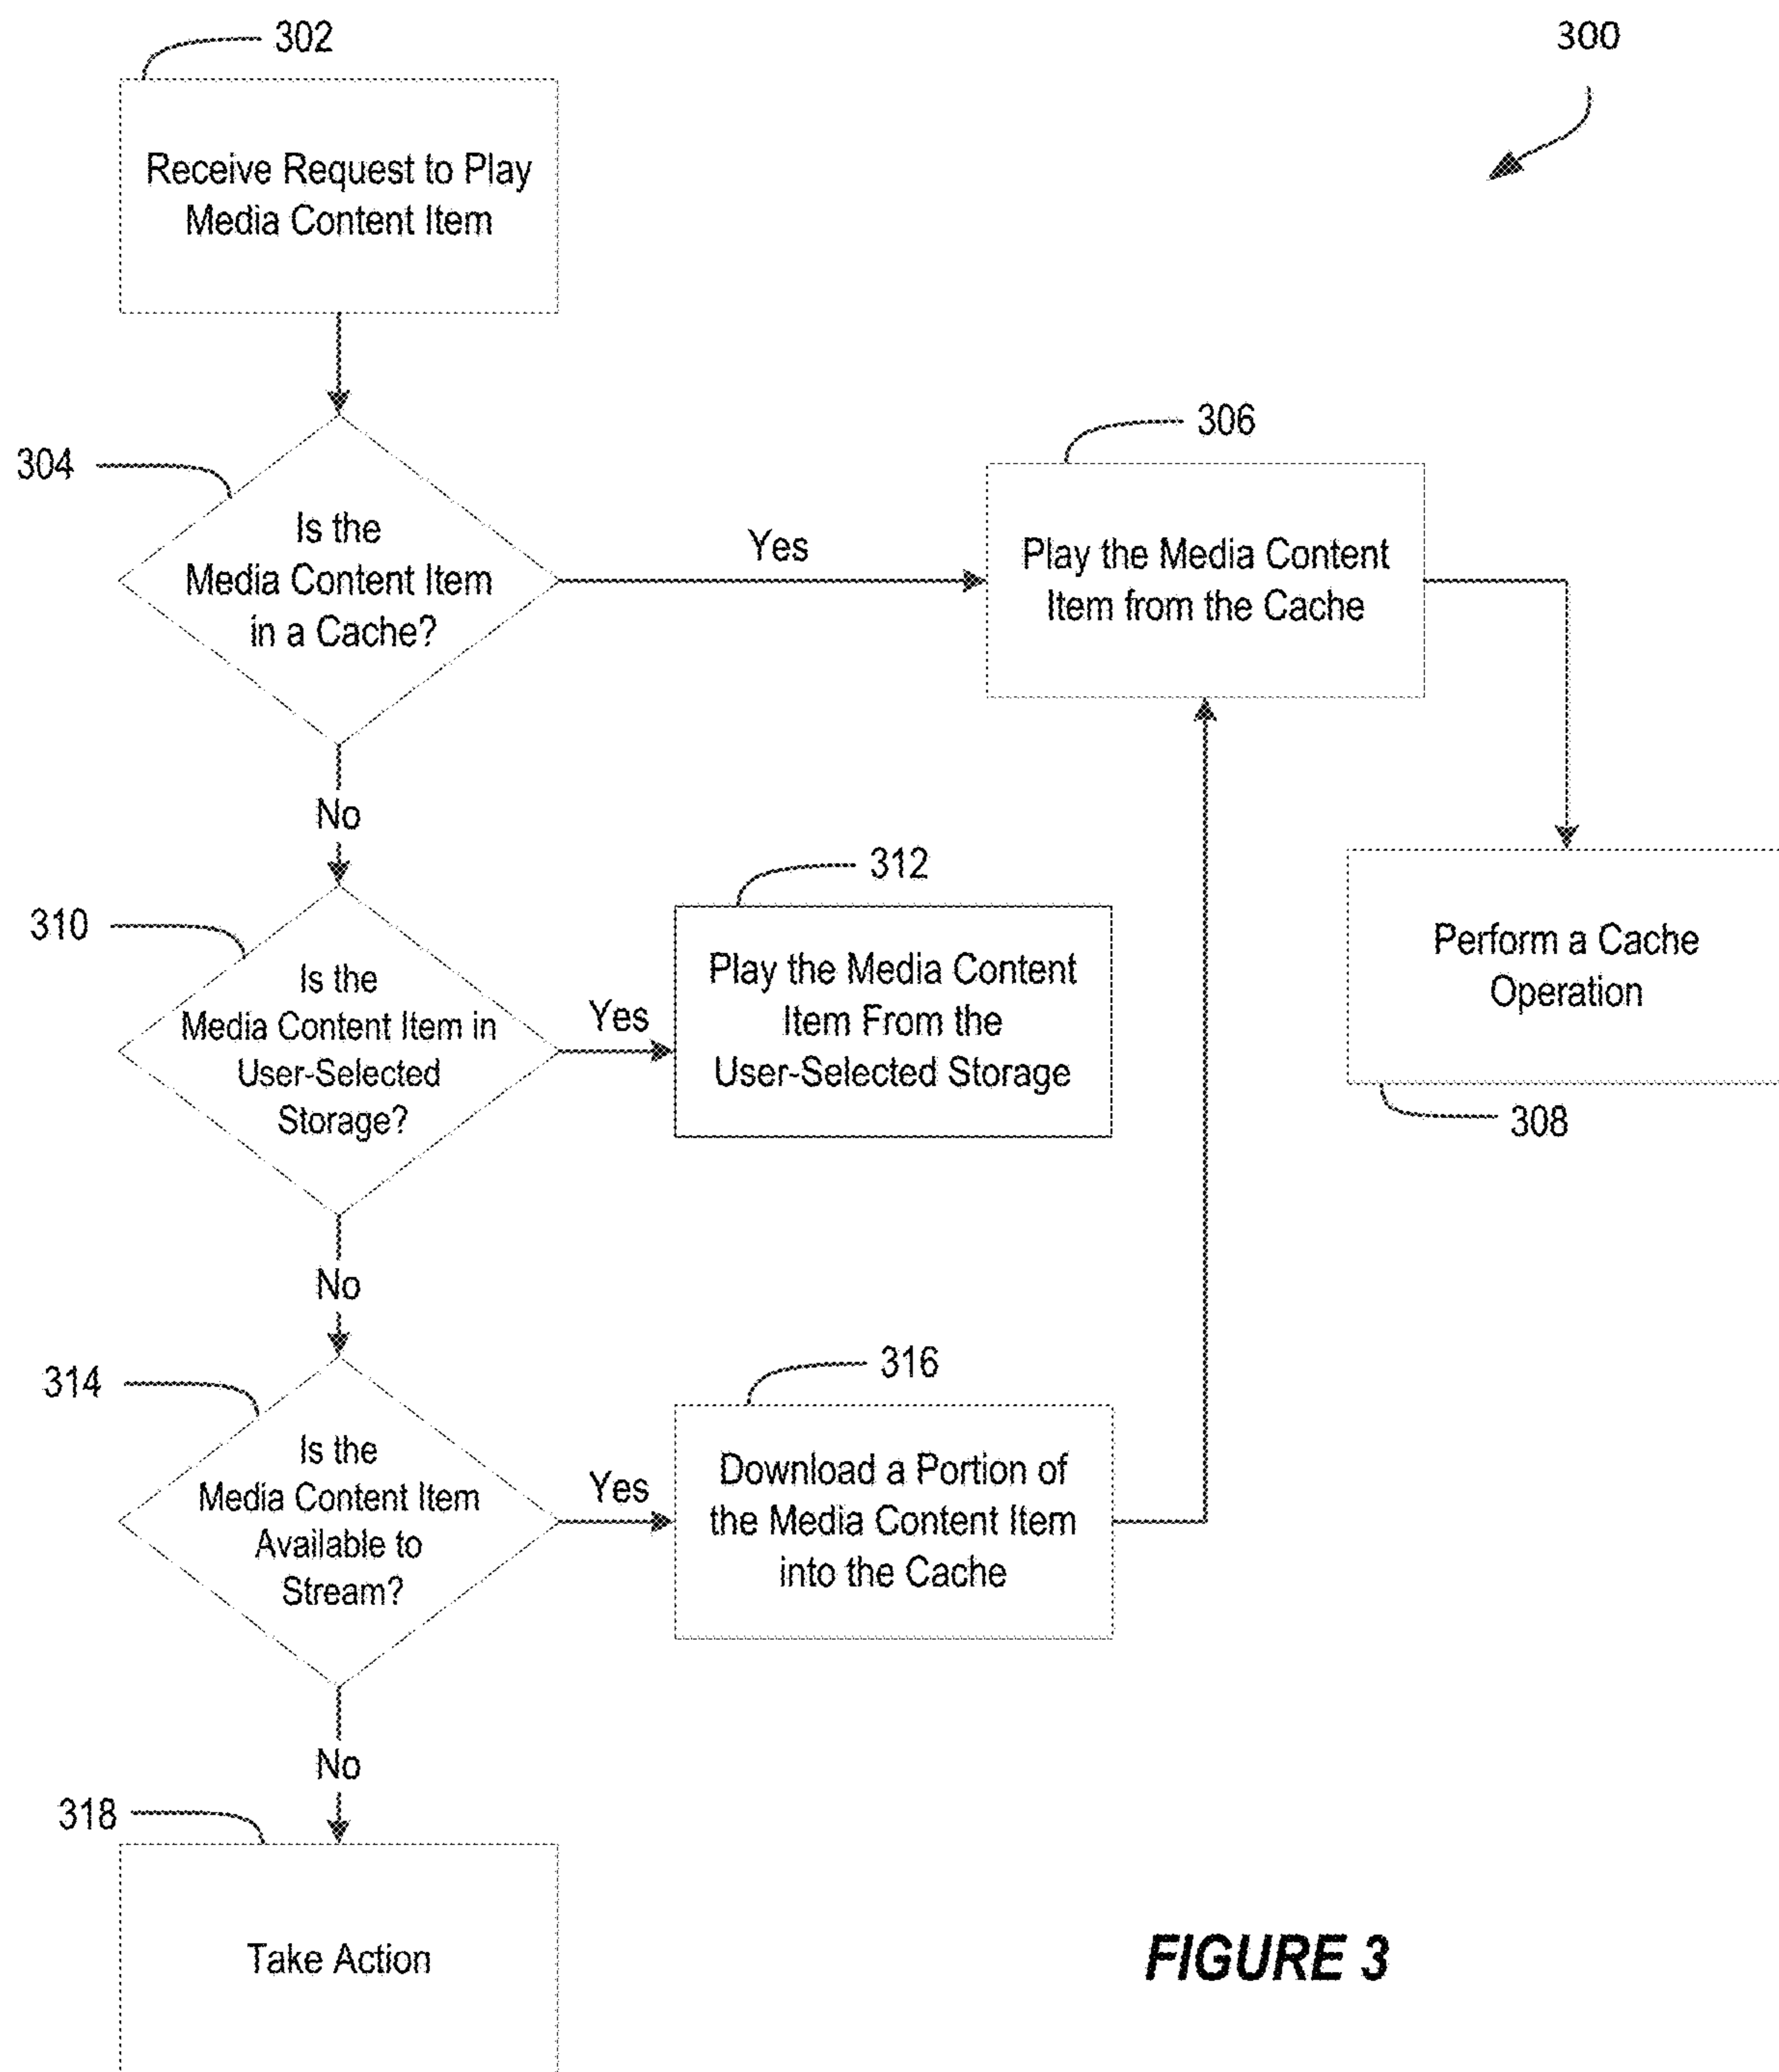 302
300
Receive Request to Play
Media Content Item
304
Is the
Media Content Item
in a Cache?
Yes
306
Play the Media Content
Item from the Cache
No
310
Is the
Media Content Item in
User-Selected
Storage?
Yes
312
Play the Media Content
Item From the
User-Selected Storage
Perform a Cache
Operation
308
No
314
Is the
Media Content Item
Available to
Stream?
Yes
316
Download a Portion of
the Media Content Item
into the Cache
No
318
Take Action
FIGURE 3